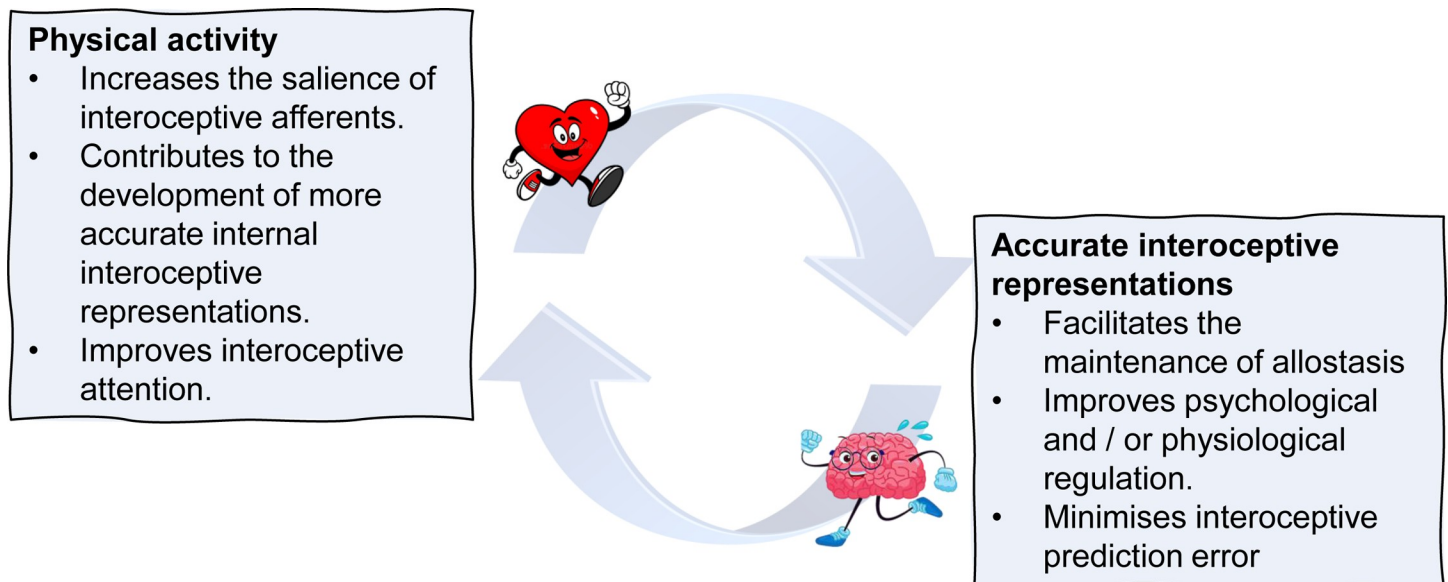 Physical activity
• Increases the salience of
interoceptive afferents.
• Contributes to the
development of more
accurate internal
interoceptive
representations.
• Improves interoceptive
attention.
Accurate interoceptive
representations
• Facilitates the
maintenance of allostasis
• Improves psychological
and / or physiological
regulation.
• Minimises interoceptive
prediction error